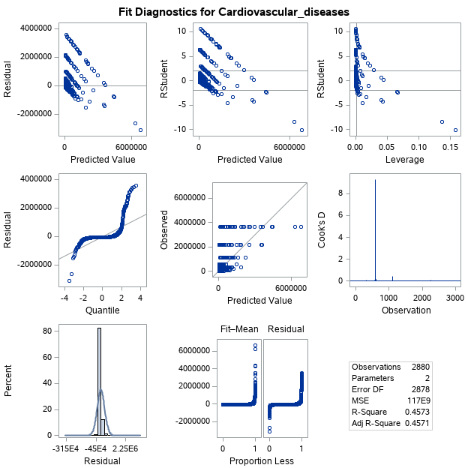 Fit Diagnostics for Cardiovascular_diseases
Residual
4000000
2000000
0
-2000000
0
6000000
Predicted Value
RStudent
10
5
0
-5
-10
0
6000000
Predicted Value
RStudent
10
5
0
-5
-10
0.00
0.05
0.10
0.15
Leverage
Residual
4000000
2000000
0
-2000000
-4
-2
0
2
4
Quantile
Observed
6000000
4000000
2000000
0
0
6000000
Predicted Value
Cook's D
8
6
4
2
0
0
1000
2000
3000
Observation
Percent
80
60
40
20
0
-315E4
-45E4
2.25E6
Residual
Fit–Mean
Residual
6000000
4000000
2000000
0
-2000000
0
1
0
1
Proportion Less
Observations 2880
Parameters 2
Error DF 2878
MSE 117E9
R-Square 0.4573
Adj R-Square 0.4571